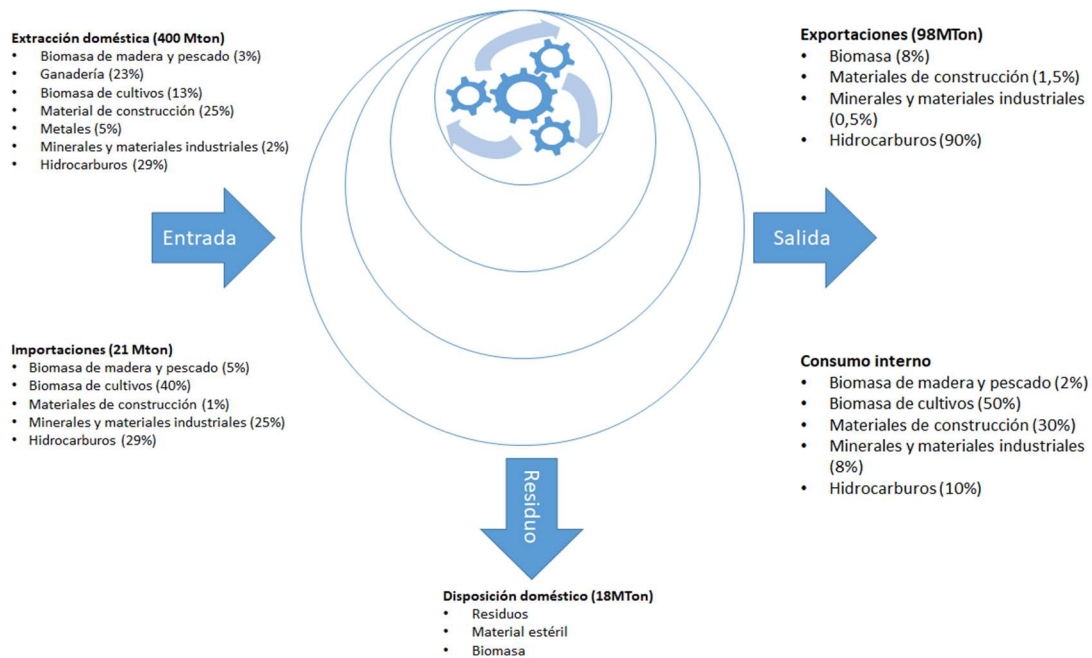 Extracción doméstica (400 Mton)
• Biomasa de madera y pescado (3%)
• Ganadería (23%)
• Biomasa de cultivos (13%)
• Material de construcción (25%)
• Metales (5%)
• Minerales y materiales industriales (2%)
• Hidrocarburos (29%)
Entrada
Importaciones (21 Mton)
• Biomasa de madera y pescado (5%)
• Biomasa de cultivos (40%)
• Materiales de construcción (1%)
• Minerales y materiales industriales (25%)
• Hidrocarburos (29%)
Exportaciones (98MTon)
• Biomasa (8%)
• Materiales de construcción (1,5%)
• Minerales y materiales industriales
(0,5%)
• Hidrocarburos (90%)
Salida
Consumo interno
• Biomasa de madera y pescado (2%)
• Biomasa de cultivos (50%)
• Materiales de construcción (30%)
• Minerales y materiales industriales
(8%)
• Hidrocarburos (10%)
Residuo
Disposición doméstico (18MTon)
• Residuos
• Material estéril
• Biomasa